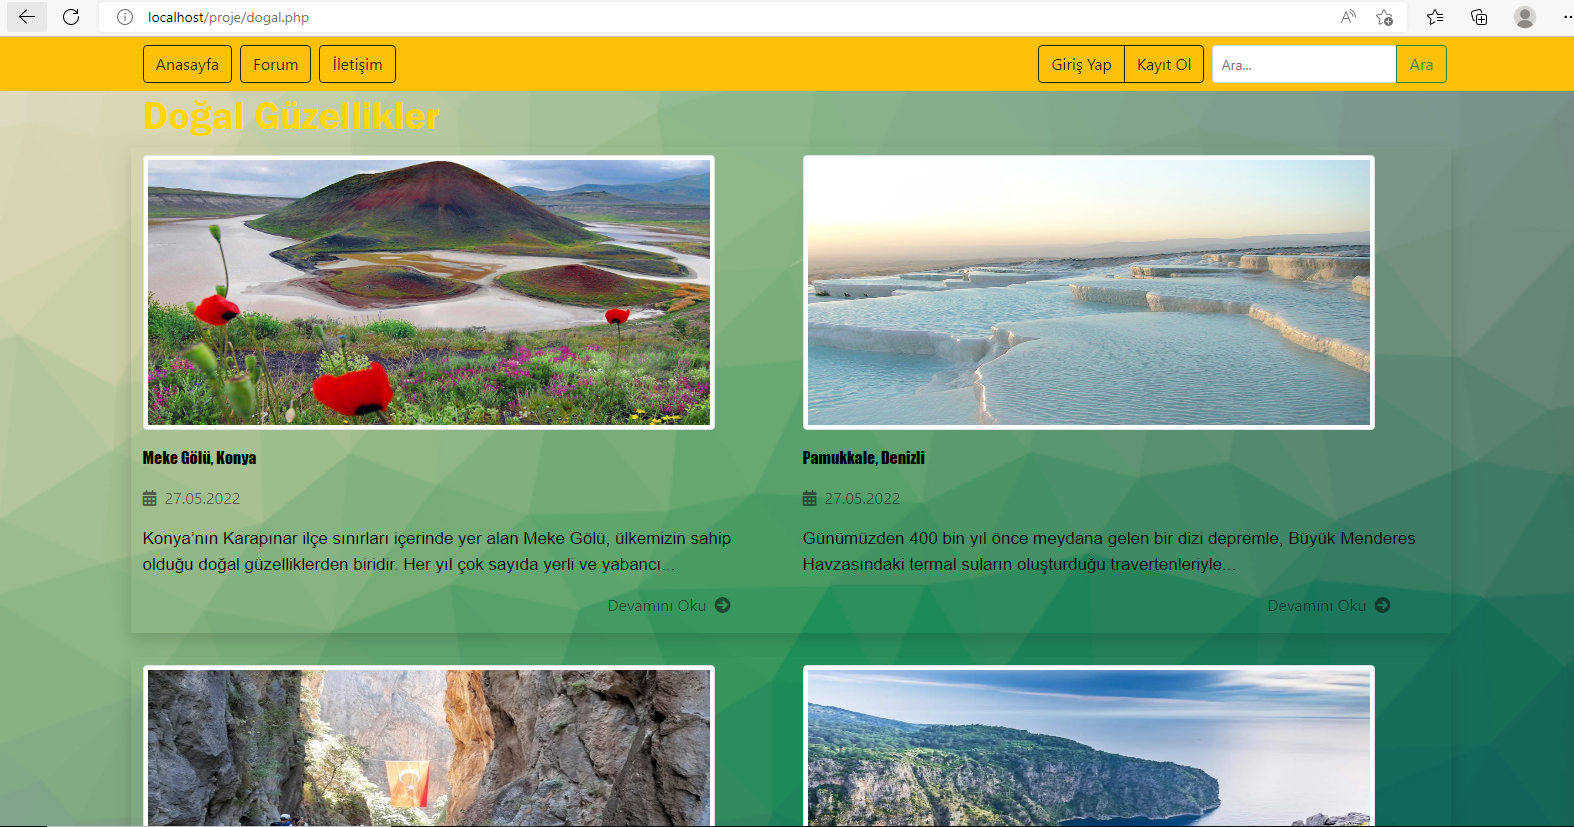 localhost/proje/dogal.php
Anasayfa Forum İletişim Giriş Yap Kayıt Ol Ara... Ara
Doğal Güzellikler
Meke Gölü, Konya
27.05.2022
Konya’nın Karapınar ilçe sınırları içerinde yer alan Meke Gölü, ülkemizin sahip
olduğu doğal güzelliklerden biridir. Her yıl çok sayıda yerli ve yabancı...
Devamını Oku
Pamukkale, Denizli
27.05.2022
Günümüzden 400 bin yıl önce meydana gelen bir dizi depremle, Büyük Menderes
Havzasındaki termal suların oluşturduğu travertenleriyle...
Devamını Oku